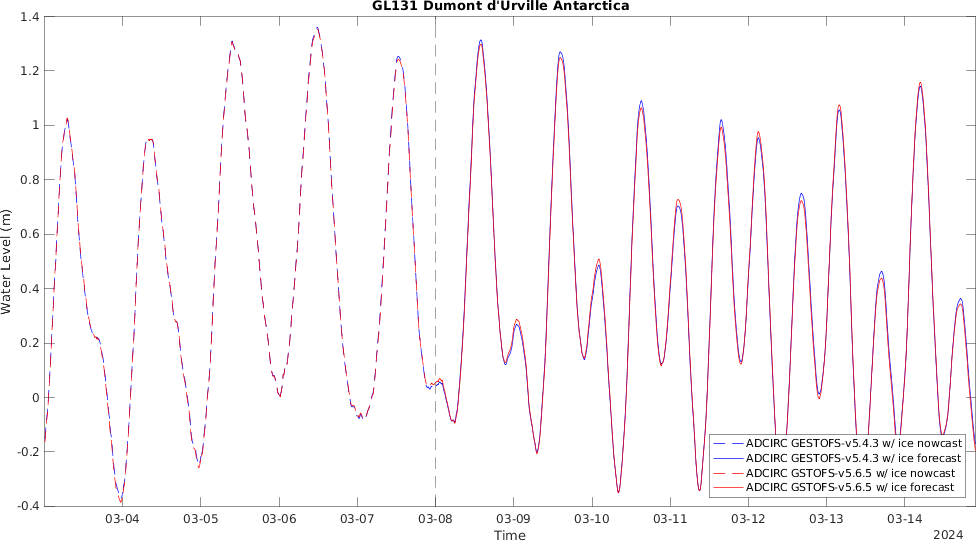 GL131 Dumont d'Urville Antarctica
1.4
1.2
1
0.8
0.6
0.4
0.2
0
-0.2
-0.4
Water Level (m)
03-04 03-05 03-06 03-07 03-08 03-09 03-10 03-11 03-12 03-13 03-14
Time
2024
ADCIRC GESTOFS-v5.4.3 w/ ice nowcast
ADCIRC GESTOFS-v5.4.3 w/ ice forecast
ADCIRC GSTOFS-v5.6.5 w/ ice nowcast
ADCIRC GSTOFS-v5.6.5 w/ ice forecast